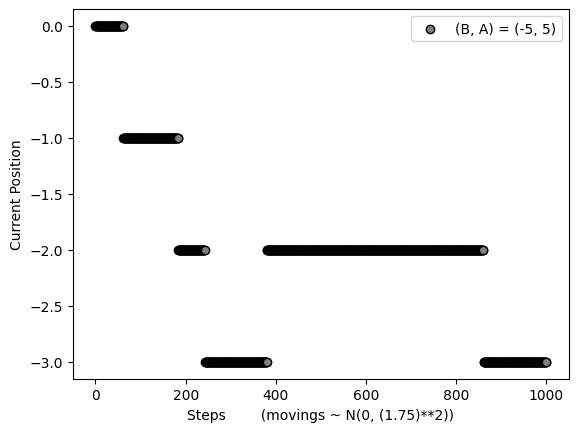 0.0
(B, A) = (-5, 5)
−0.5
−1.0
−1.5
−2.0
−2.5
−3.0
Current Position
0 200 400 600 800 1000
Steps (movings ~ N(0, (1.75)**2))